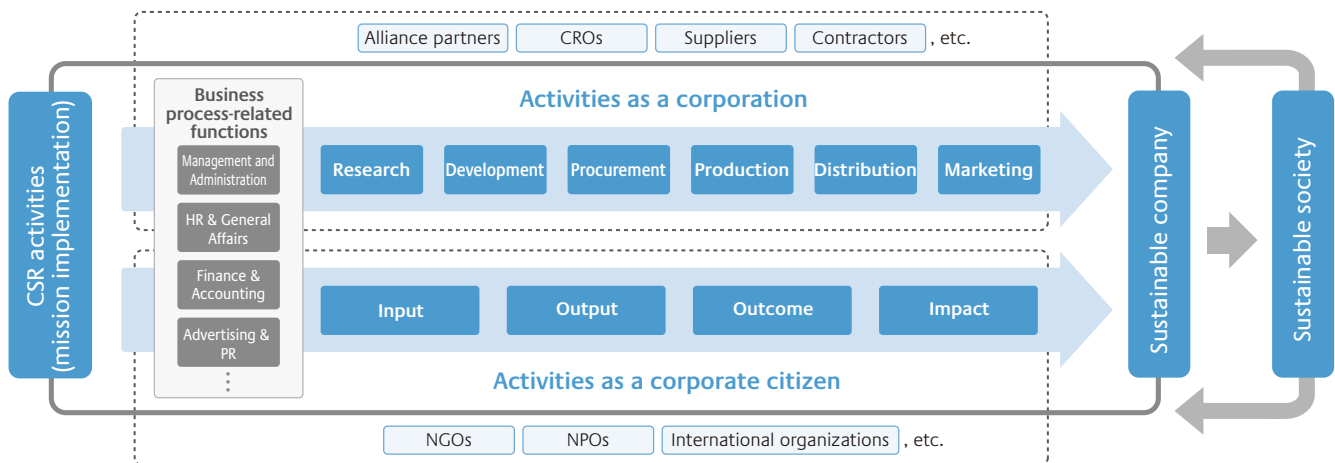 Alliance partners CROs Suppliers Contractors , etc.
CSR activities
(mission implementation)
Business
process-related
functions
Management and
Administration
HR & General
Affairs
Finance &
Accounting
Advertising &
PR
⋮
Activities as a corporation
Research Development Procurement Production Distribution Marketing
Input Output Outcome Impact
Activities as a corporate citizen
Sustainable company
Sustainable society
NGOs NPOs International organizations , etc.